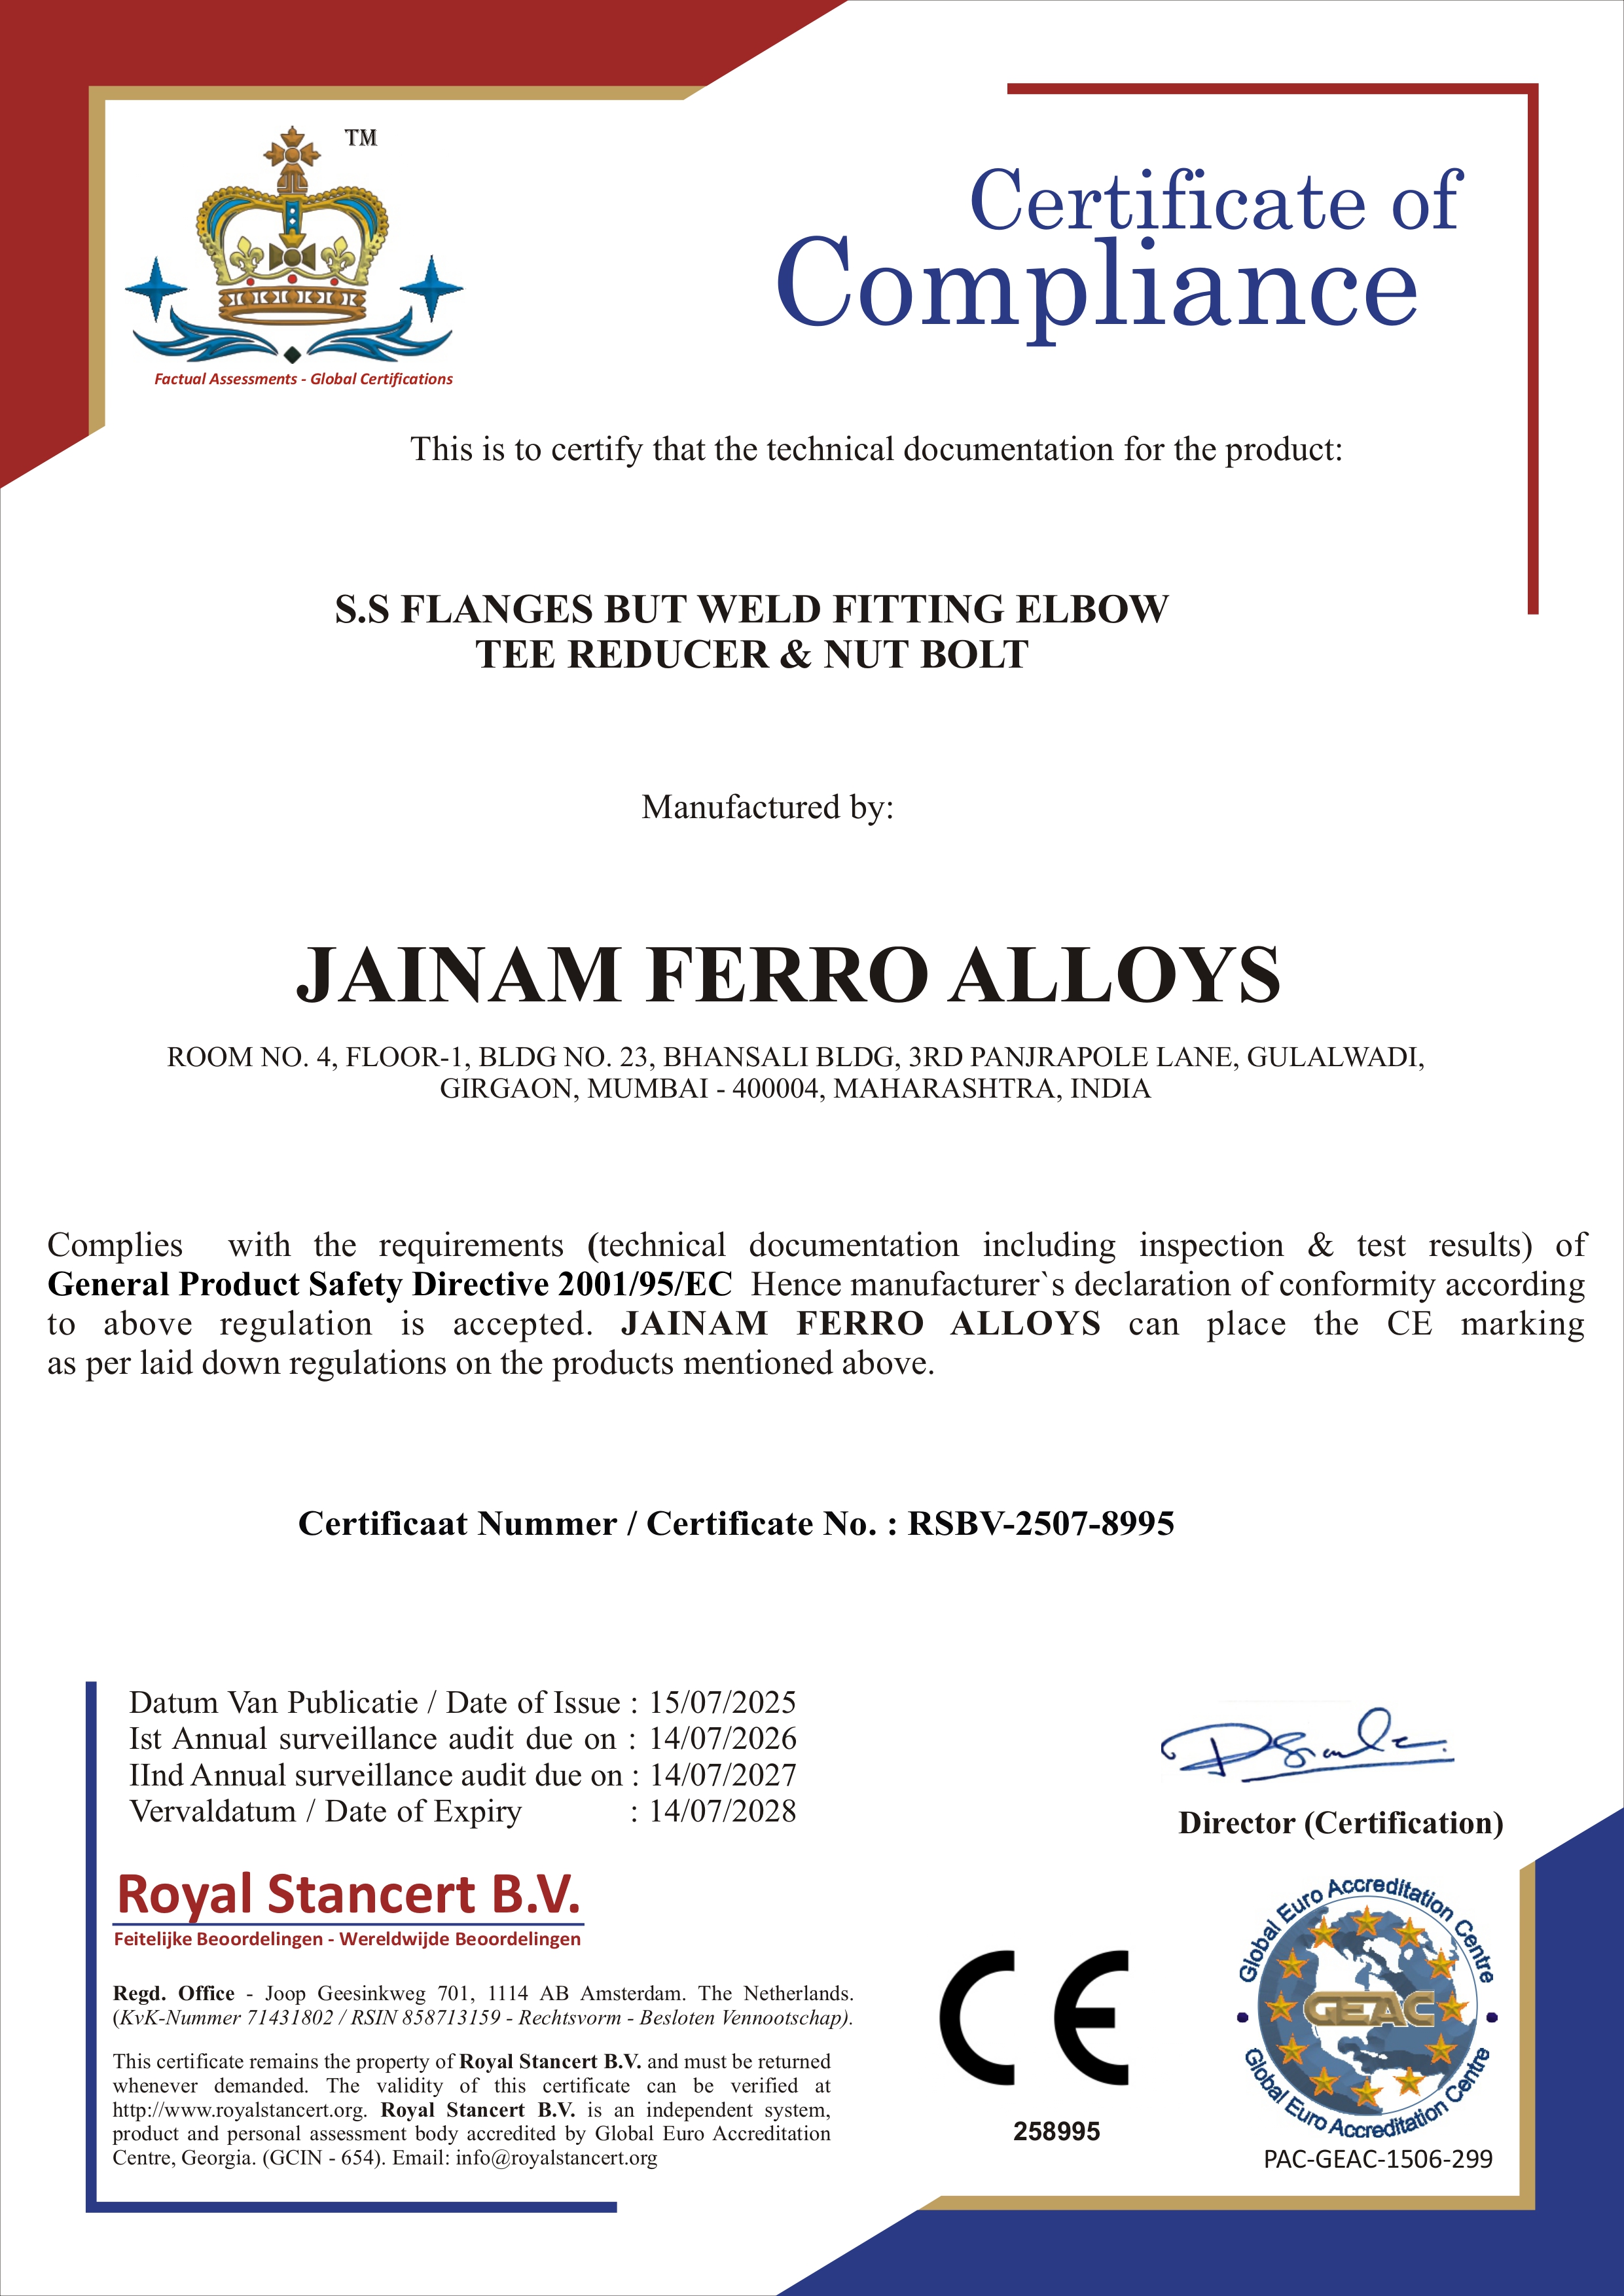 TM
Factual Assessments - Global Certifications
Certificate of
Compliance
This is to certify that the technical documentation for the product:
S.S FLANGES BUT WELD FITTING ELBOW
TEE REDUCER & NUT BOLT
Manufactured by:
JAINAM FERRO ALLOYS
ROOM NO. 4, FLOOR-1, BLDG NO. 23, BHANSALI BLDG, 3RD PANJRAPOLE LANE, GULALWADI,
GIRGAON, MUMBAI - 400004, MAHARASHTRA, INDIA
Complies with the requirements (technical documentation including inspection & test results) of
General Product Safety Directive 2001/95/EC Hence manufacturer`s declaration of conformity according
to above regulation is accepted. JAINAM FERRO ALLOYS can place the CE marking
as per laid down regulations on the products mentioned above.
Certificaat Nummer / Certificate No. : RSBV-2507-8995
Datum Van Publicatie / Date of Issue : 15/07/2025
Ist Annual surveillance audit due on : 14/07/2026
IInd Annual surveillance audit due on : 14/07/2027
Vervaldatum / Date of Expiry : 14/07/2028
Director (Certification)
Royal Stancert B.V.
Feitelijke Beoordelingen - Wereldwijde Beoordelingen
Regd. Office - Joop Geesinkweg 701, 1114 AB Amsterdam. The Netherlands.
(KvK-Nummer 71431802 / RSIN 858713159 - Rechtsvorm - Besloten Vennootschap).
This certificate remains the property of Royal Stancert B.V. and must be returned
whenever demanded. The validity of this certificate can be verified at
http://www.royalstancert.org. Royal Stancert B.V. is an independent system,
product and personal assessment body accredited by Global Euro Accreditation
Centre, Georgia. (GCIN - 654). Email: info@royalstancert.org
CE
258995
Global Euro Accreditation Centre
GEAC
Global Euro Accreditation Centre
PAC-GEAC-1506-299